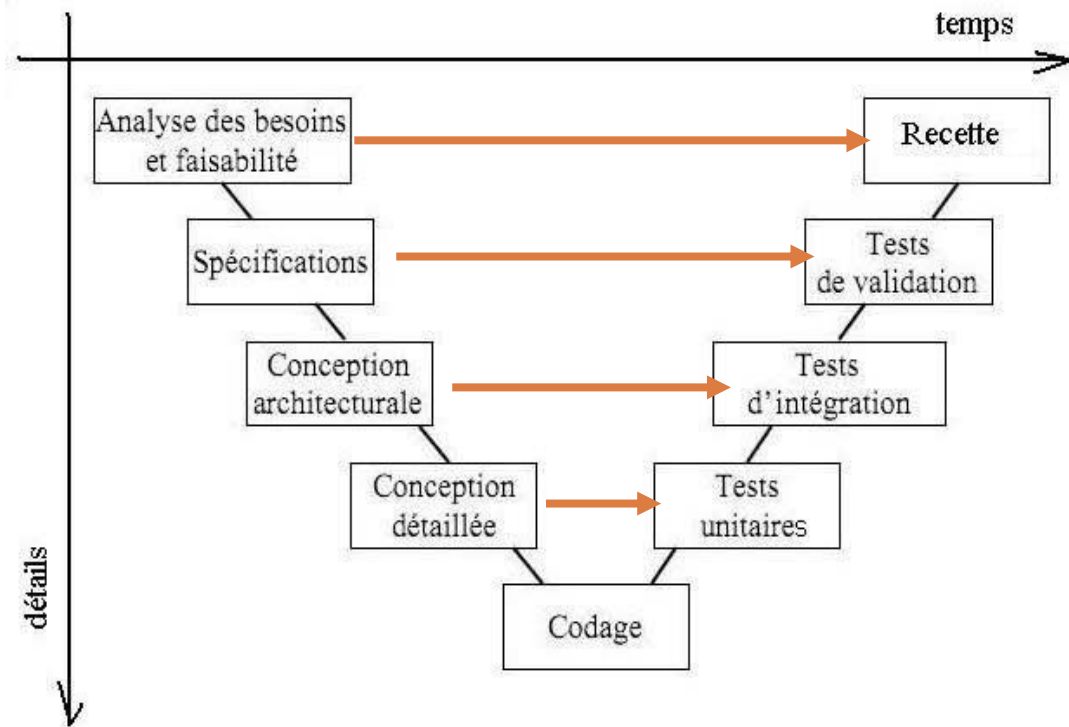 temps
Analyse des besoins
et faisabilité
Recette
Spécifications
Tests
de validation
Conception
architecturale
Tests
d’intégration
Conception
détaillée
Tests
unitaires
Codage
détails